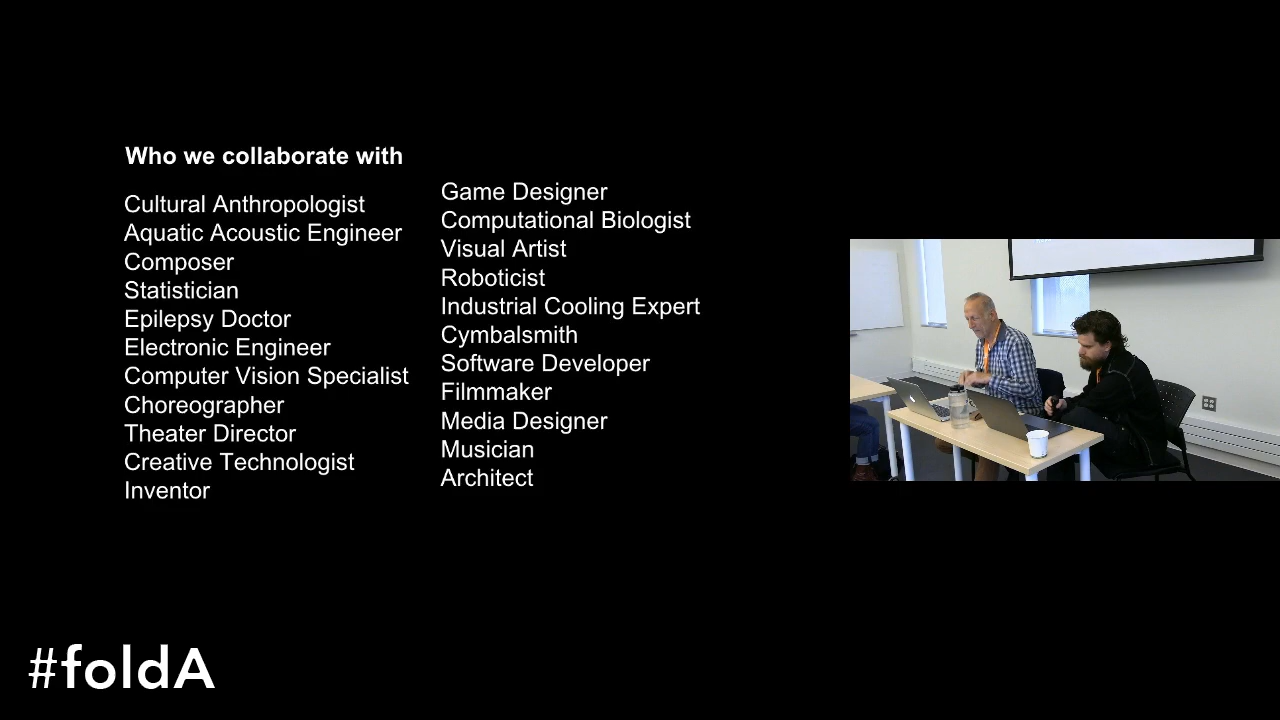 Who we collaborate with
Cultural Anthropologist
Aquatic Acoustic Engineer
Composer
Statistician
Epilepsy Doctor
Electronic Engineer
Computer Vision Specialist
Choreographer
Theater Director
Creative Technologist
Inventor
Game Designer
Computational Biologist
Visual Artist
Roboticist
Industrial Cooling Expert
Cymbalsmith
Software Developer
Filmmaker
Media Designer
Musician
Architect
#foldA